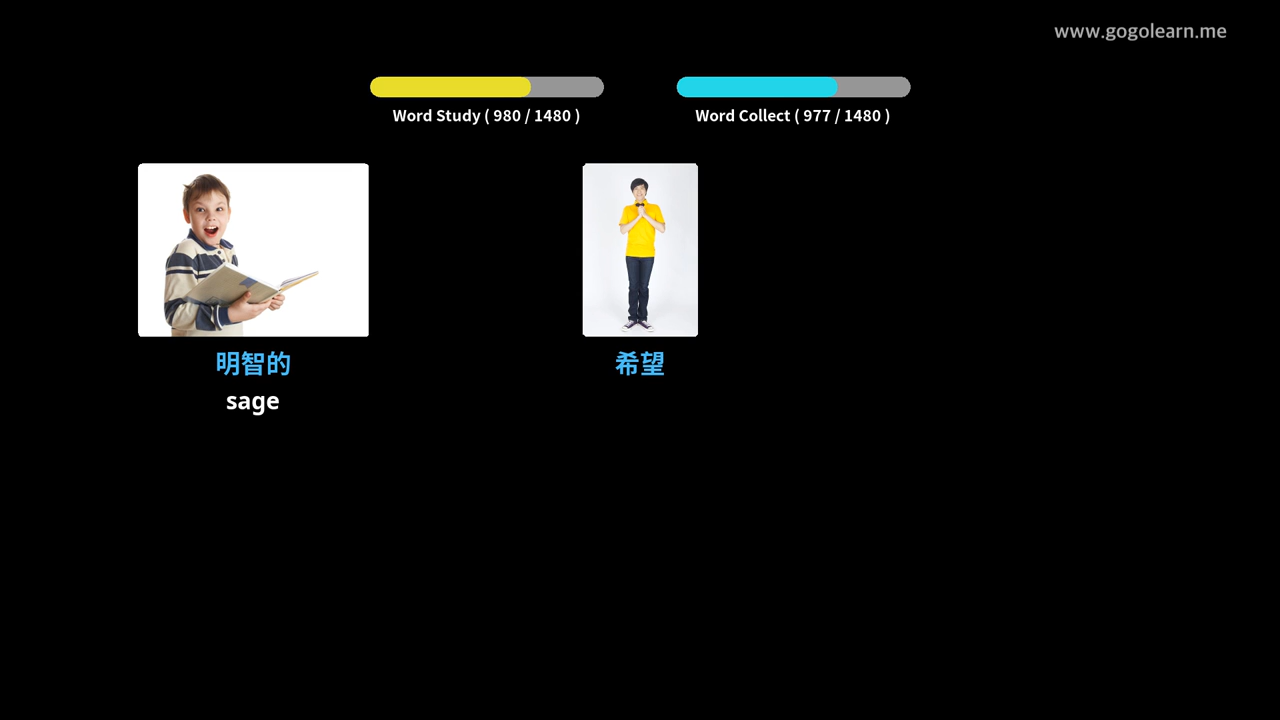 www.gogolearn.me
Word Study ( 980 / 1480 )
Word Collect ( 977 / 1480 )
明智的
sage
希望